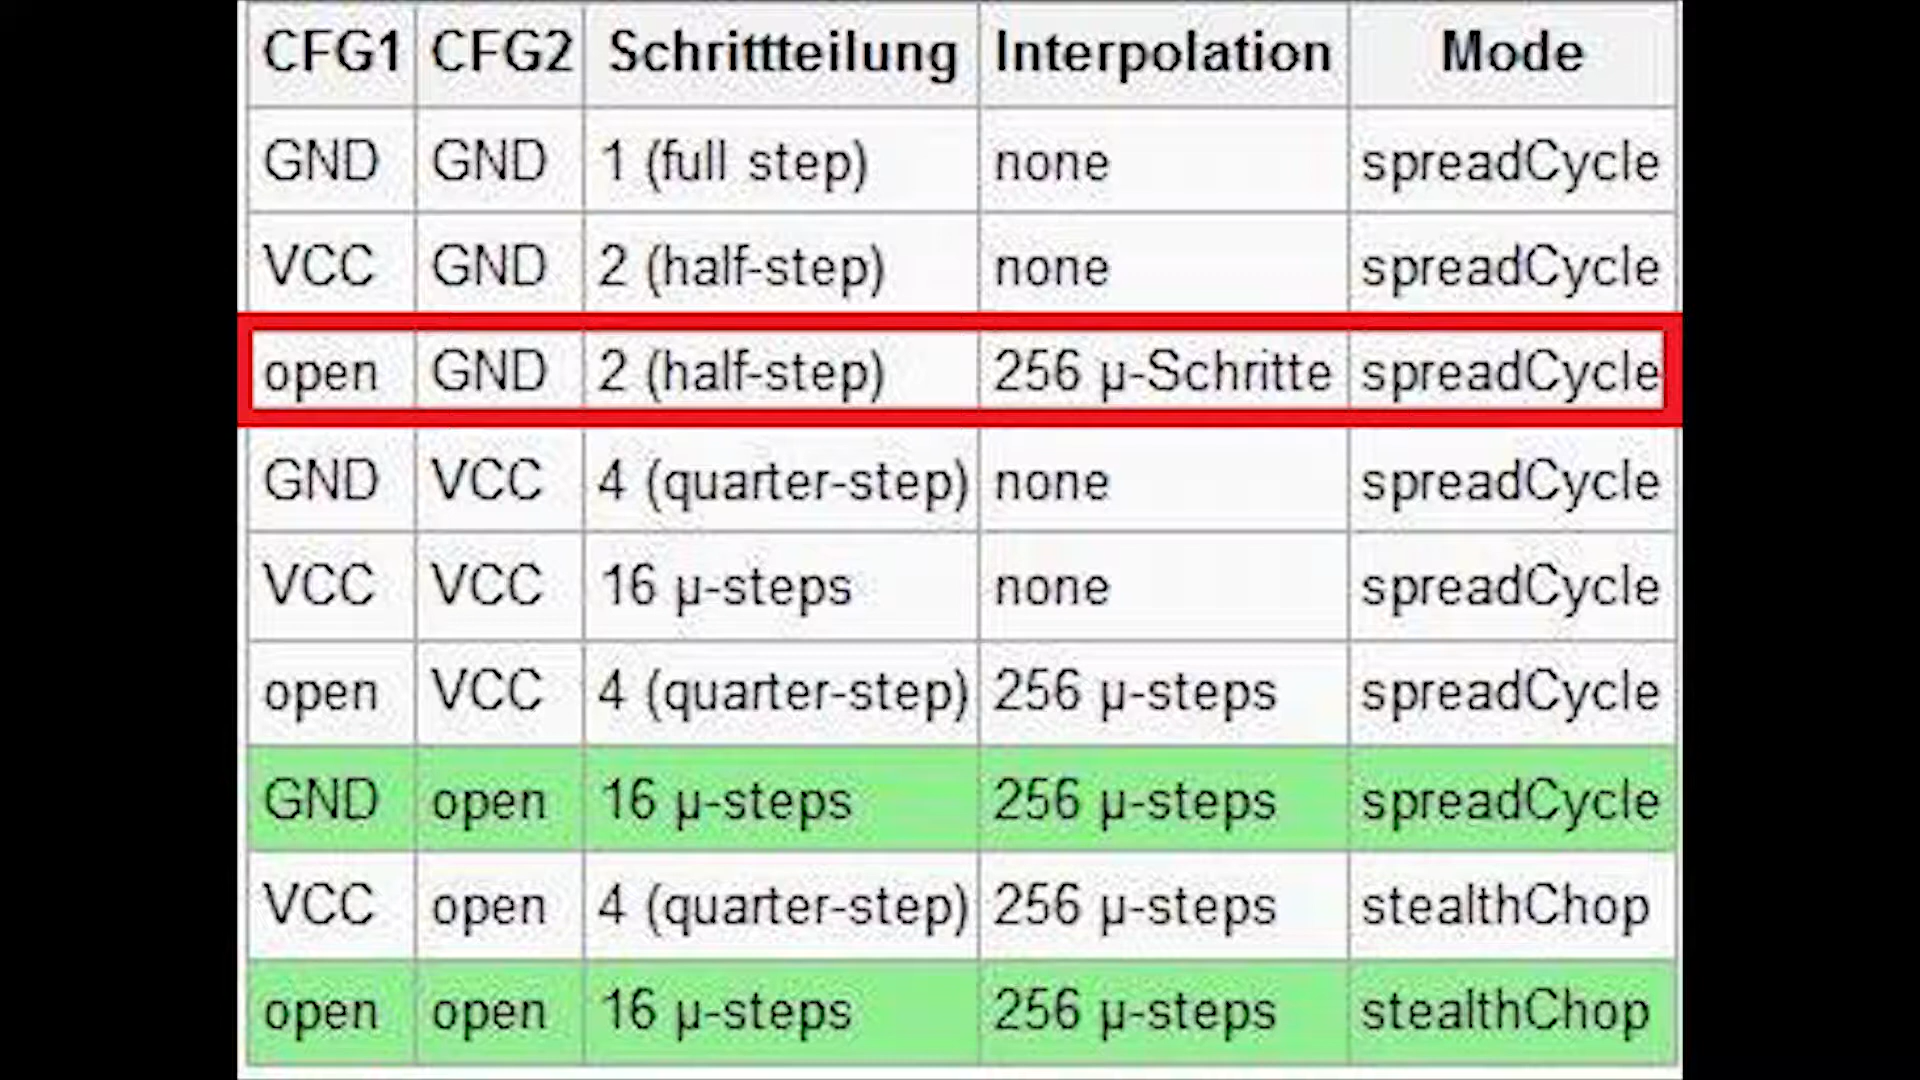 CFG1 CFG2 Schrittteilung Interpolation Mode
GND GND 1 (full step) none spreadCycle
VCC GND 2 (half-step) none spreadCycle
open GND 2 (half-step) 256 µ-Schritte spreadCycle
GND VCC 4 (quarter-step) none spreadCycle
VCC VCC 16 µ-steps none spreadCycle
open VCC 4 (quarter-step) 256 µ-steps spreadCycle
GND open 16 µ-steps 256 µ-steps spreadCycle
VCC open 4 (quarter-step) 256 µ-steps stealthChop
open open 16 µ-steps 256 µ-steps stealthChop